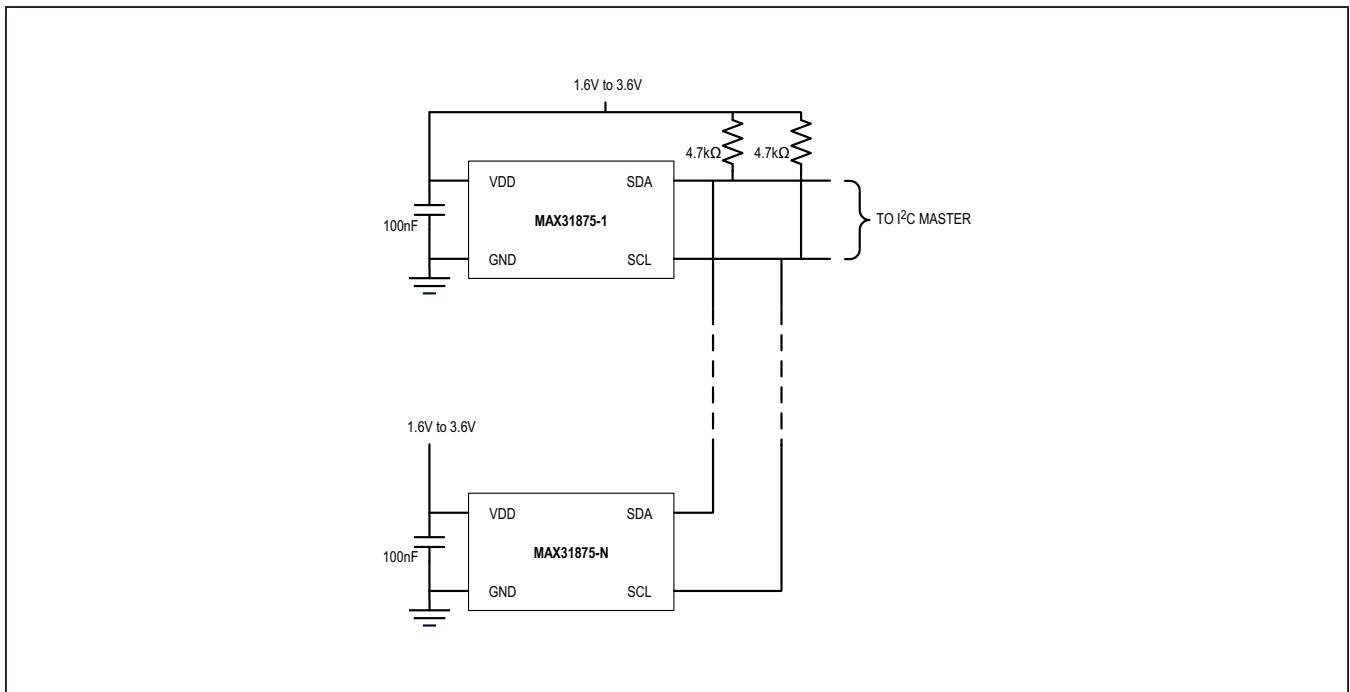 1.6V to 3.6V
4.7kΩ 4.7kΩ
VDD SDA
100nF
MAX31875-1
TO I²C MASTER
GND SCL
1.6V to 3.6V
VDD SDA
100nF
MAX31875-N
GND SCL